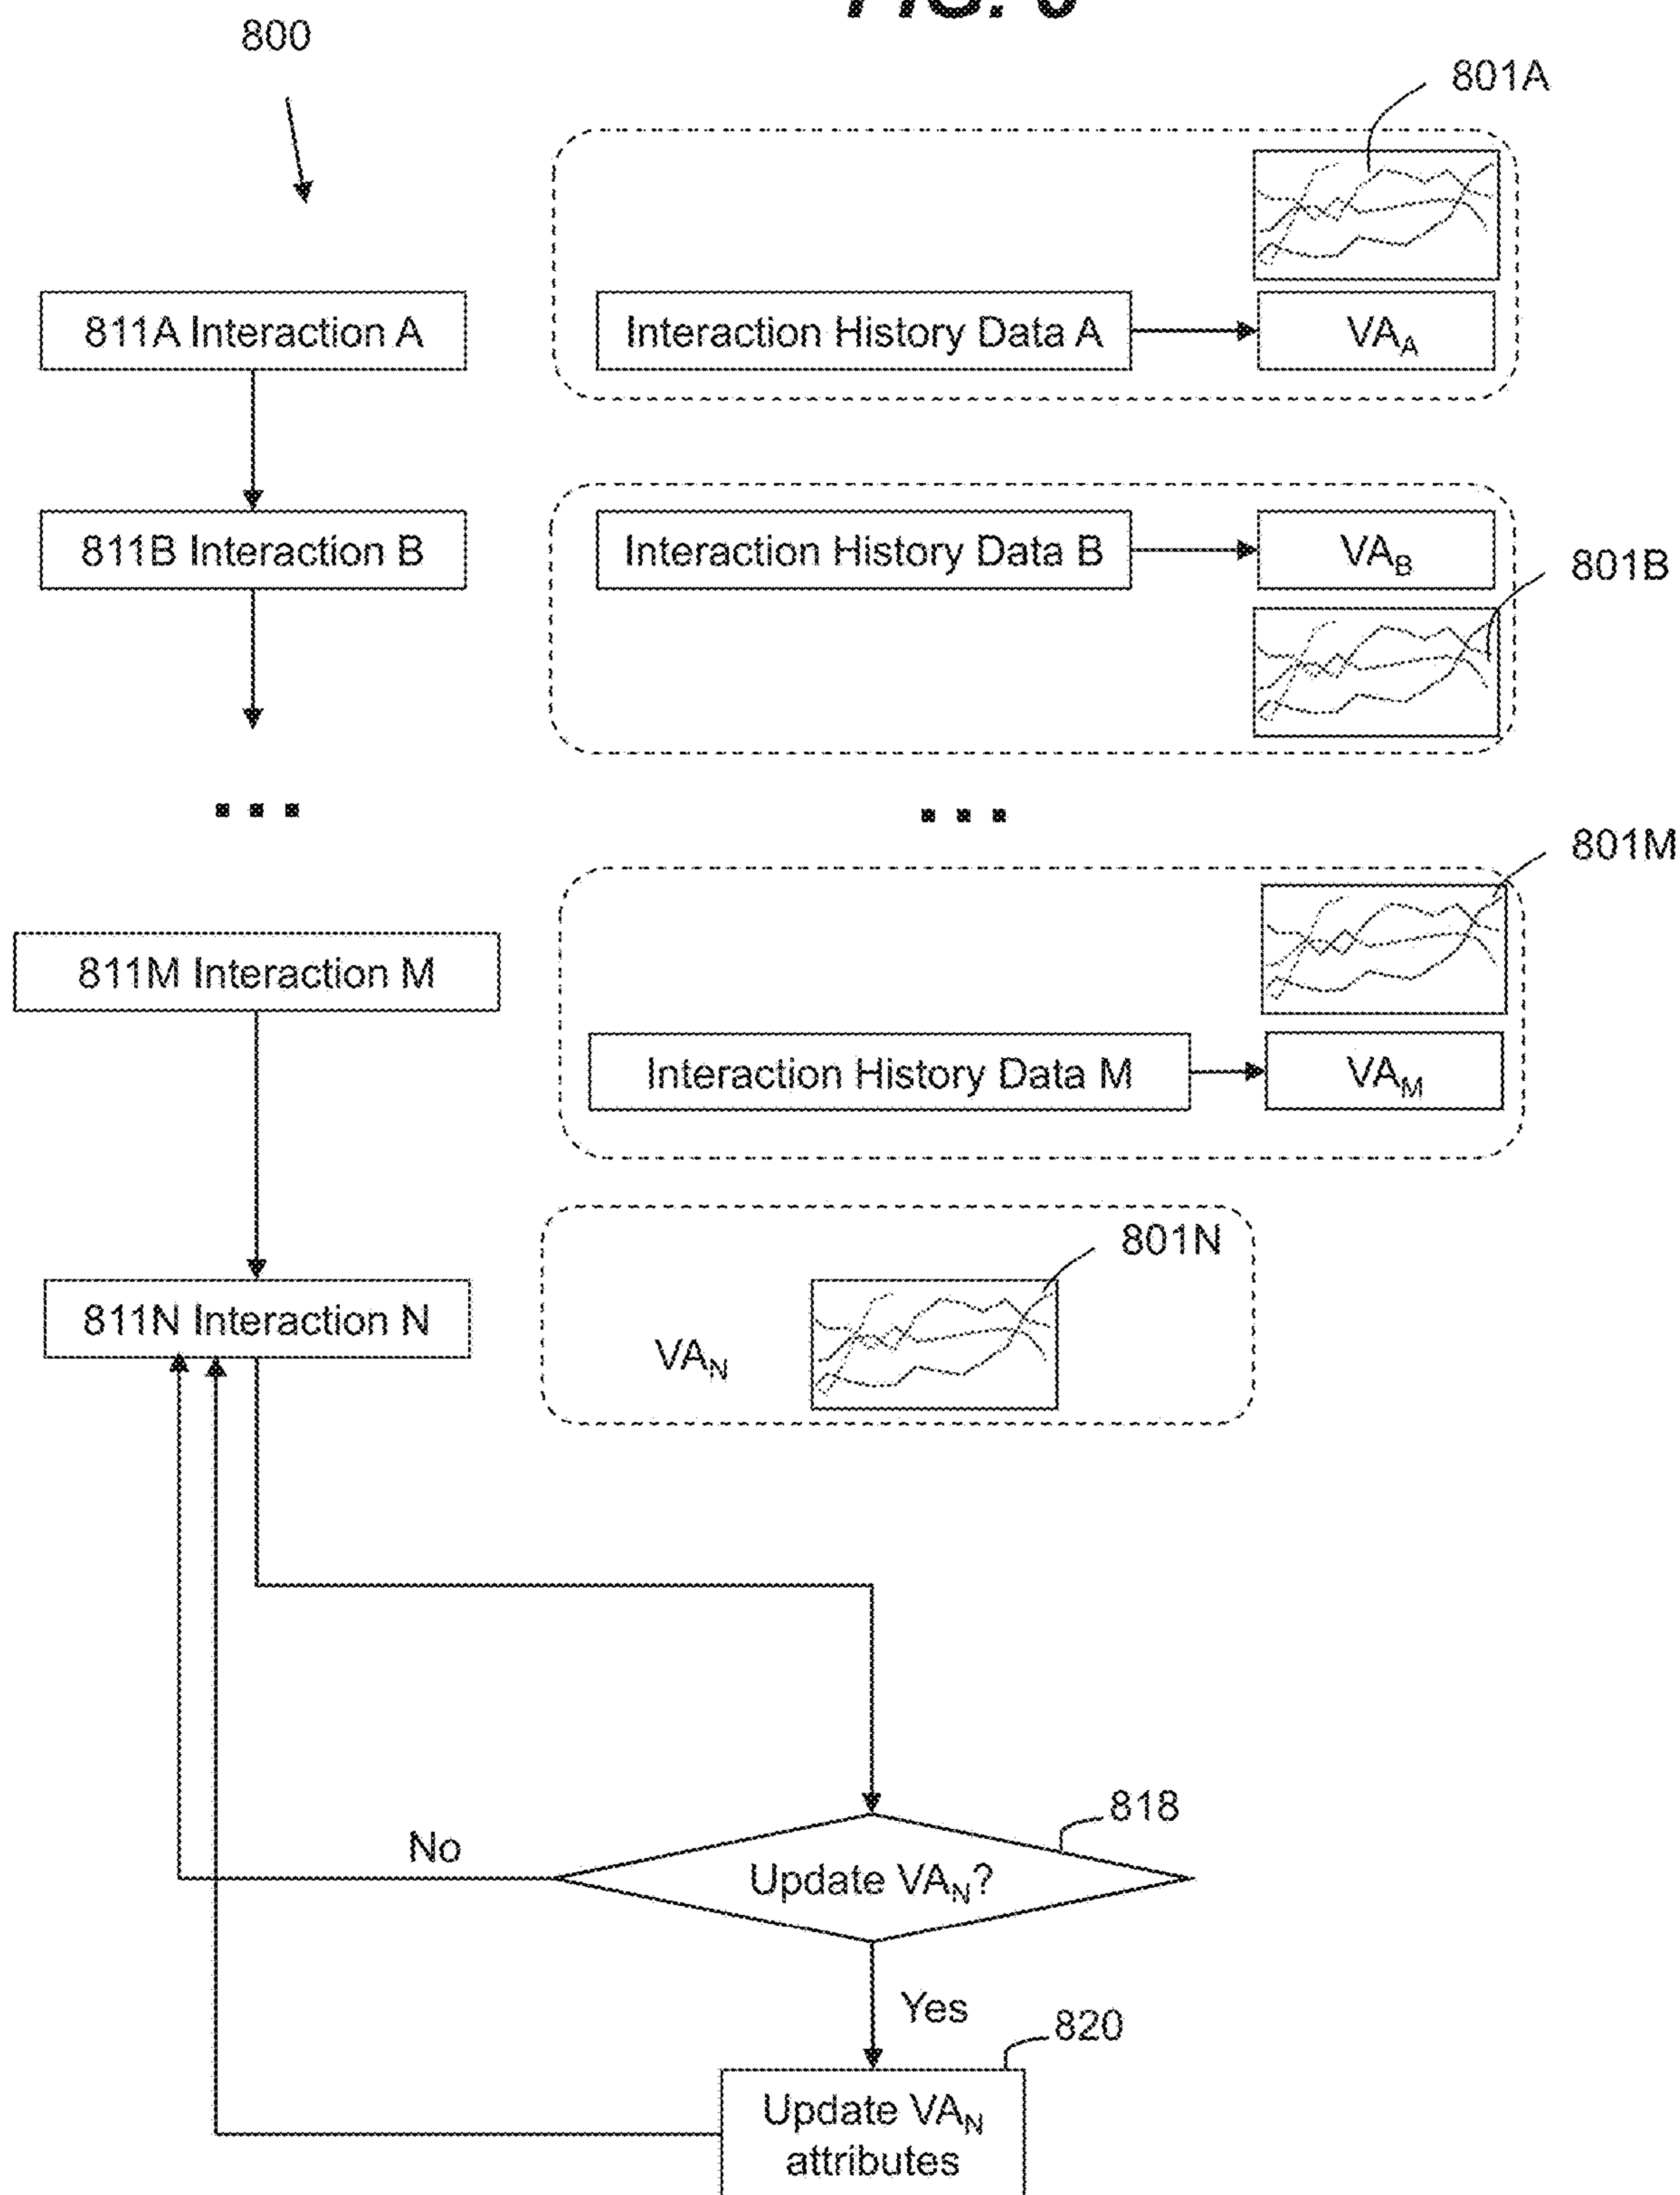 FIG.
800
801A
811A Interaction A
Interaction History Data A
VAA
811B Interaction B
Interaction History Data B
VAB
801B
...
...
801M
811M Interaction M
Interaction History Data M
VAM
801N
811N Interaction N
VAN
818
No
Update VAN?
Yes
820
Update VAN
attributes